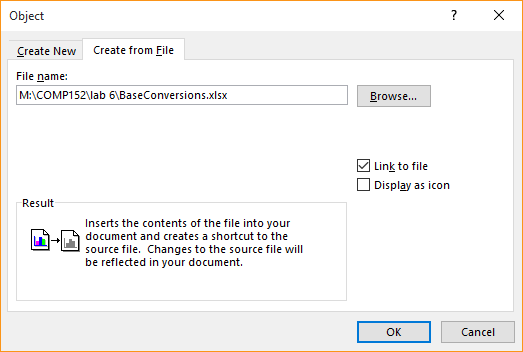 Object
Create New
Create from File
File name:
M:\COMP152\lab 6\BaseConversions.xlsx
Browse...
Link to file
Display as icon
Result
Inserts the contents of the file into your
document and creates a shortcut to the
source file.  Changes to the source file will
be reflected in your document.
OK
Cancel